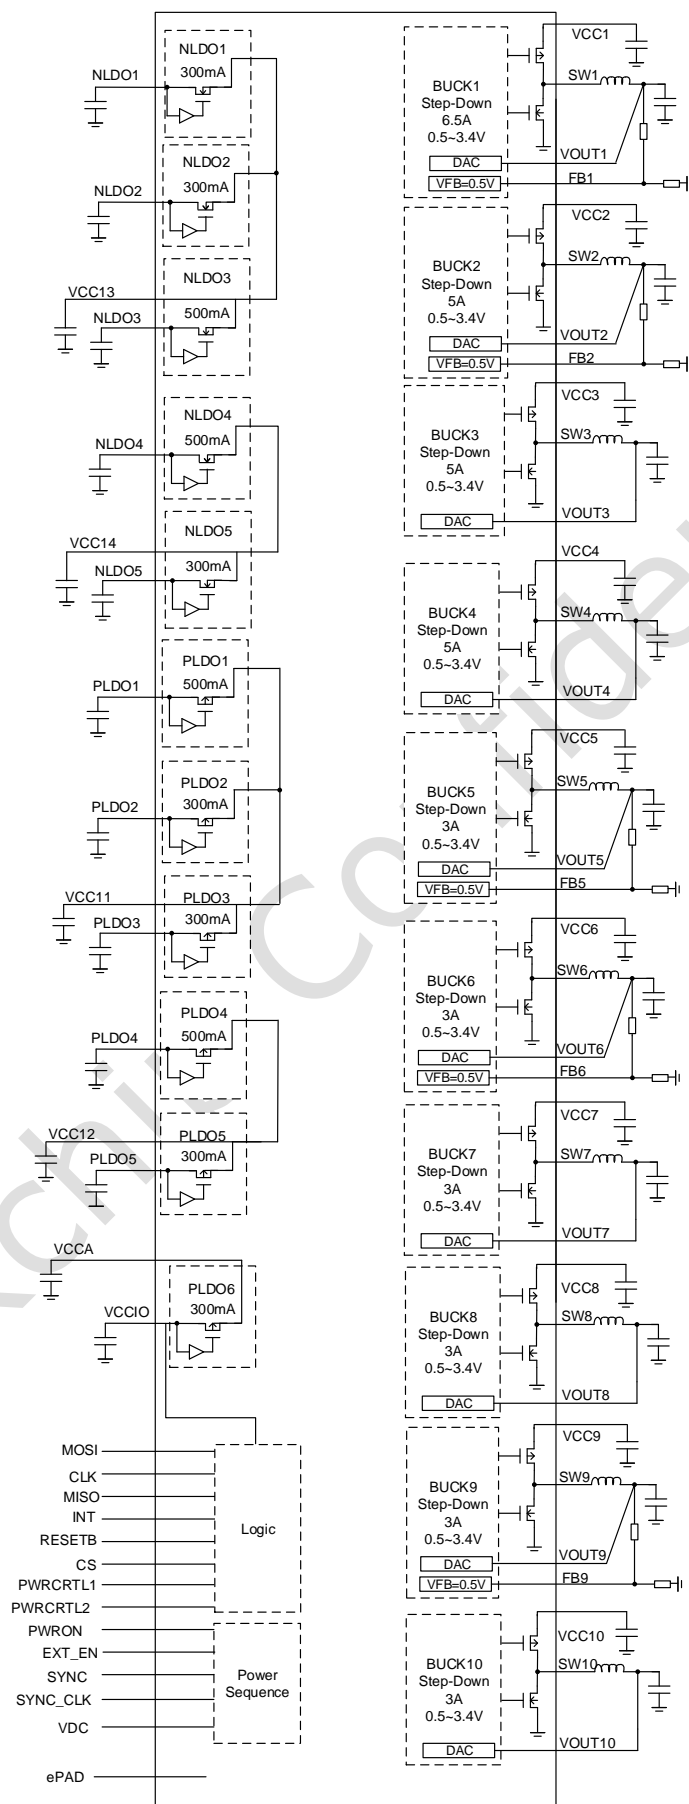 NLDO1
300mA
NLDO1
NLDO2
300mA
NLDO2
NLDO3
VCC13
500mA
NLDO3
NLDO4
500mA
NLDO4
NLDO5
VCC14
300mA
NLDO5
PLDO1
500mA
PLDO1
PLDO2
300mA
PLDO2
PLDO3
VCC11
300mA
PLDO3
PLDO4
500mA
PLDO4
PLDO5
VCC12
300mA
PLDO5
VCCA
PLDO6
300mA
VCCIO
MOSI
CLK
MISO
INT
RESETB
CS
PWRCRTL1
PWRCRTL2
Logic
PWRON
EXT_EN
SYNC
SYNC_CLK
VDC
Power
Sequence
ePAD
VCC1
SW1
BUCK1
Step-Down
6.5A
0.5~3.4V
DAC
VOUT1
VFB=0.5V
FB1
VCC2
SW2
BUCK2
Step-Down
5A
0.5~3.4V
DAC
VOUT2
VFB=0.5V
FB2
VCC3
SW3
BUCK3
Step-Down
5A
0.5~3.4V
DAC
VOUT3
VCC4
SW4
BUCK4
Step-Down
5A
0.5~3.4V
DAC
VOUT4
VCC5
SW5
BUCK5
Step-Down
3A
0.5~3.4V
DAC
VOUT5
VFB=0.5V
FB5
VCC6
SW6
BUCK6
Step-Down
3A
0.5~3.4V
DAC
VOUT6
VFB=0.5V
FB6
VCC7
SW7
BUCK7
Step-Down
3A
0.5~3.4V
DAC
VOUT7
VCC8
SW8
BUCK8
Step-Down
3A
0.5~3.4V
DAC
VOUT8
VCC9
SW9
BUCK9
Step-Down
3A
0.5~3.4V
DAC
VOUT9
VFB=0.5V
FB9
VCC10
SW10
BUCK10
Step-Down
3A
0.5~3.4V
DAC
VOUT10